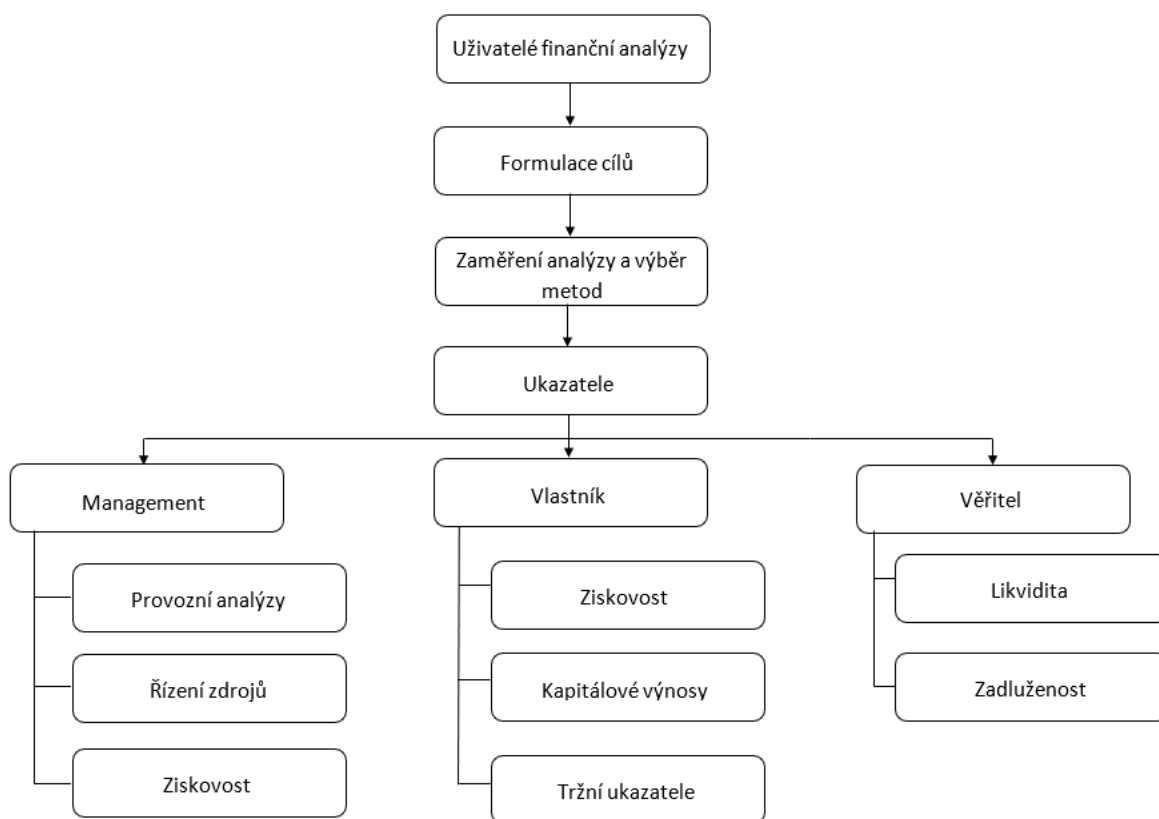 Uživatelé finanční analýzy
Formulace cílů
Zaměření analýzy a výběr
metod
Ukazatele
Management
Vlastník
Věřitel
Provozní analýzy
Řízení zdrojů
Ziskovost
Ziskovost
Kapitálové výnosy
Tržní ukazatele
Likvidita
Zadluženost